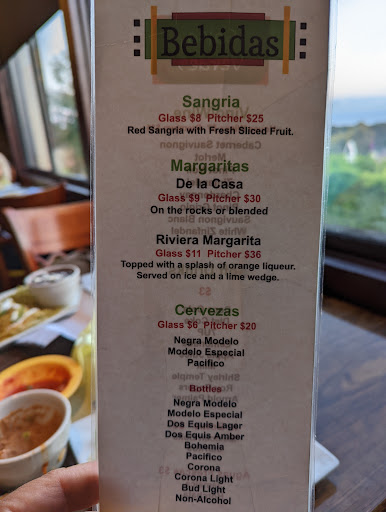 Bebidas
Sangria
Glass $8 Pitcher $25
Red Sangria with Fresh Sliced Fruit.
Margaritas
De la Casa
Glass $9 Pitcher $30
On the rocks or blended
Riviera Margarita
Glass $11 Pitcher $36
Topped with a splash of orange liqueur.
Served on ice and a lime wedge.
Cervezas
Glass $6 Pitcher $20
Negra Modelo
Modelo Especial
Pacifico
Bottles
Negra Modelo
Modelo Especial
Dos Equis Lager
Dos Equis Amber
Bohemia
Pacifico
Corona
Corona Light
Bud Light
Non-Alcohol